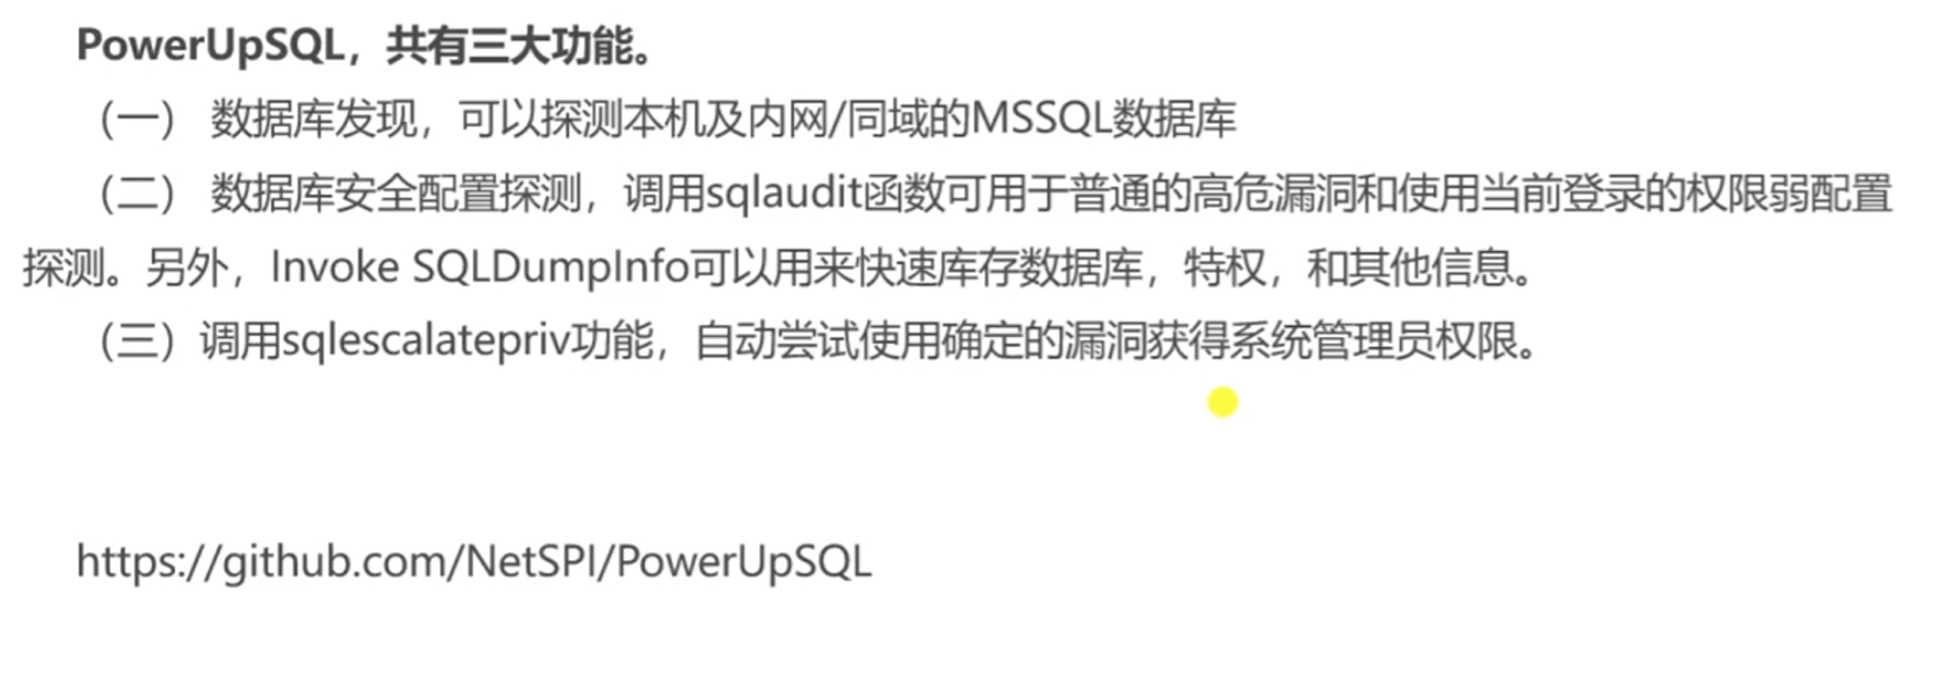 PowerUpSQL，共有三大功能。
（一） 数据库发现，可以探测本机及内网/同域的MSSQL数据库
（二） 数据库安全配置探测，调用sqlaudit函数可用于普通的高危漏洞和使用当前登录的权限弱配置
探测。另外，Invoke SQLDumpInfo可以用来快速库存数据库，特权，和其他信息。
（三）调用sqlescalatepriv功能，自动尝试使用确定的漏洞获得系统管理员权限。
https://github.com/NetSPI/PowerUpSQL